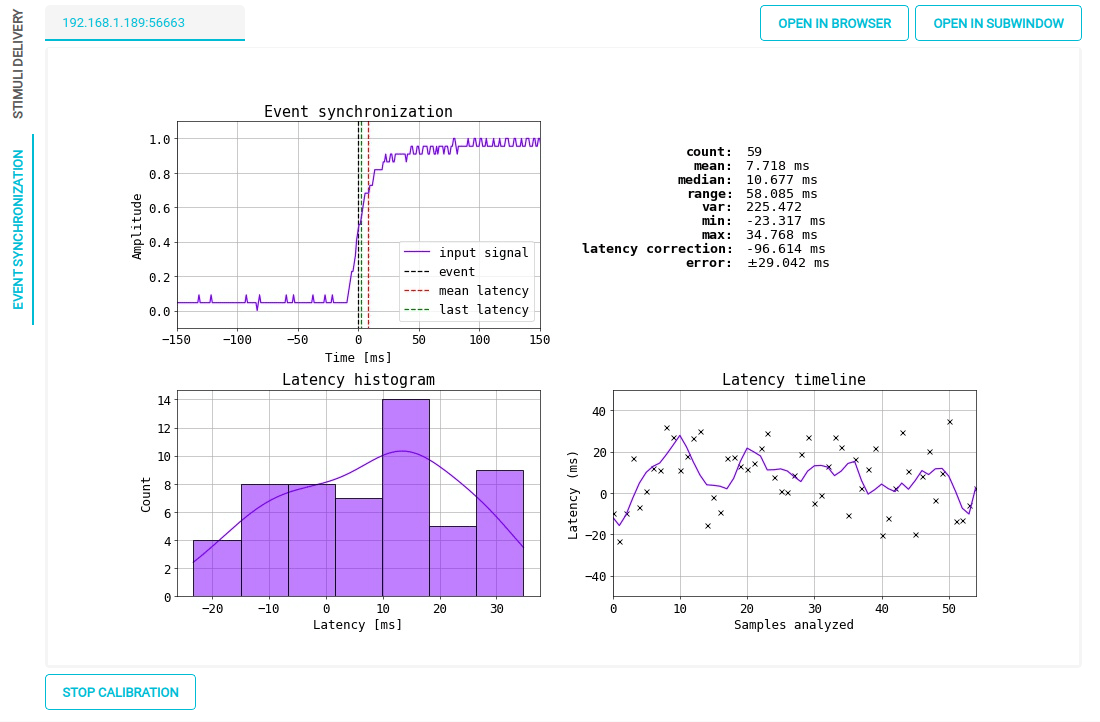 STIMULI DELIVERY
EVENT SYNCHRONIZATION
192.168.1.189:56663
OPEN IN BROWSER
OPEN IN SUBWINDOW
Event synchronization
Amplitude
1.0
0.8
0.6
0.4
0.2
0.0
input signal
event
mean latency
last latency
−150 −100 −50 0 50 100 150
Time [ms]
count: 59
mean: 7.718 ms
median: 10.677 ms
range: 58.085 ms
var: 225.472
min: -23.317 ms
max: 34.768 ms
latency correction: -96.614 ms
error: ±29.042 ms
Latency histogram
Count
14
12
10
8
6
4
2
0
−20 −10 0 10 20 30
Latency [ms]
Latency timeline
Latency (ms)
40
20
0
−20
−40
0 10 20 30 40 50
Samples analyzed
STOP CALIBRATION